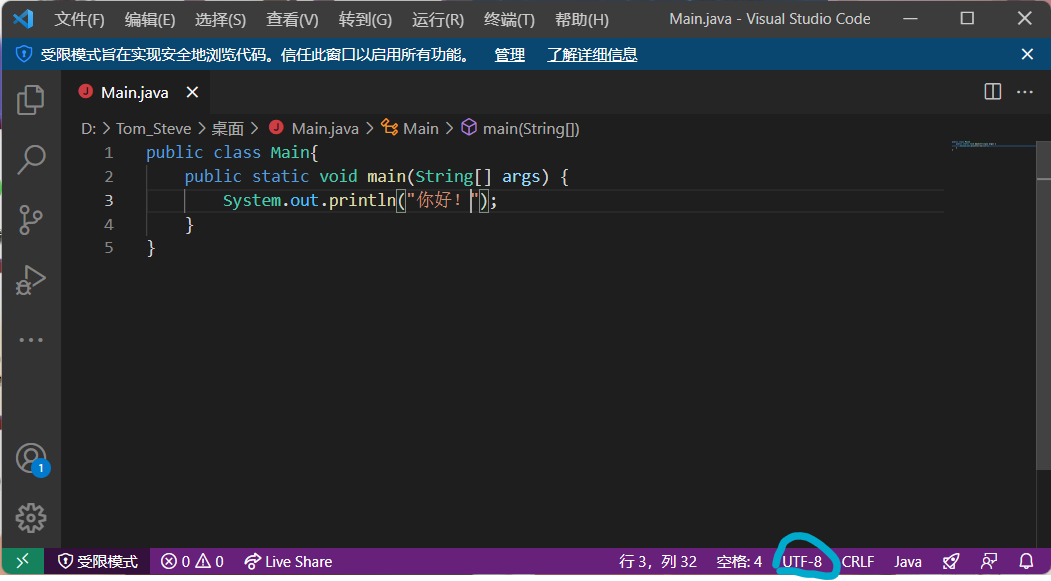 文件(F) 编辑(E) 选择(S) 查看(V) 转到(G) 运行(R) 终端(T) 帮助(H) Main.java - Visual Studio Code
受限模式旨在实现安全地浏览代码。信任此窗口以启用所有功能。 管理 了解详细信息
J Main.java
D: > Tom_Steve > 桌面 > J Main.java > Main > main(String[])
1 public class Main{
2 public static void main(String[] args) {
3 System.out.println("你好！");
4 }
5 }
1
受限模式 0 0 Live Share 行 3，列 32 空格: 4 UTF-8 CRLF Java